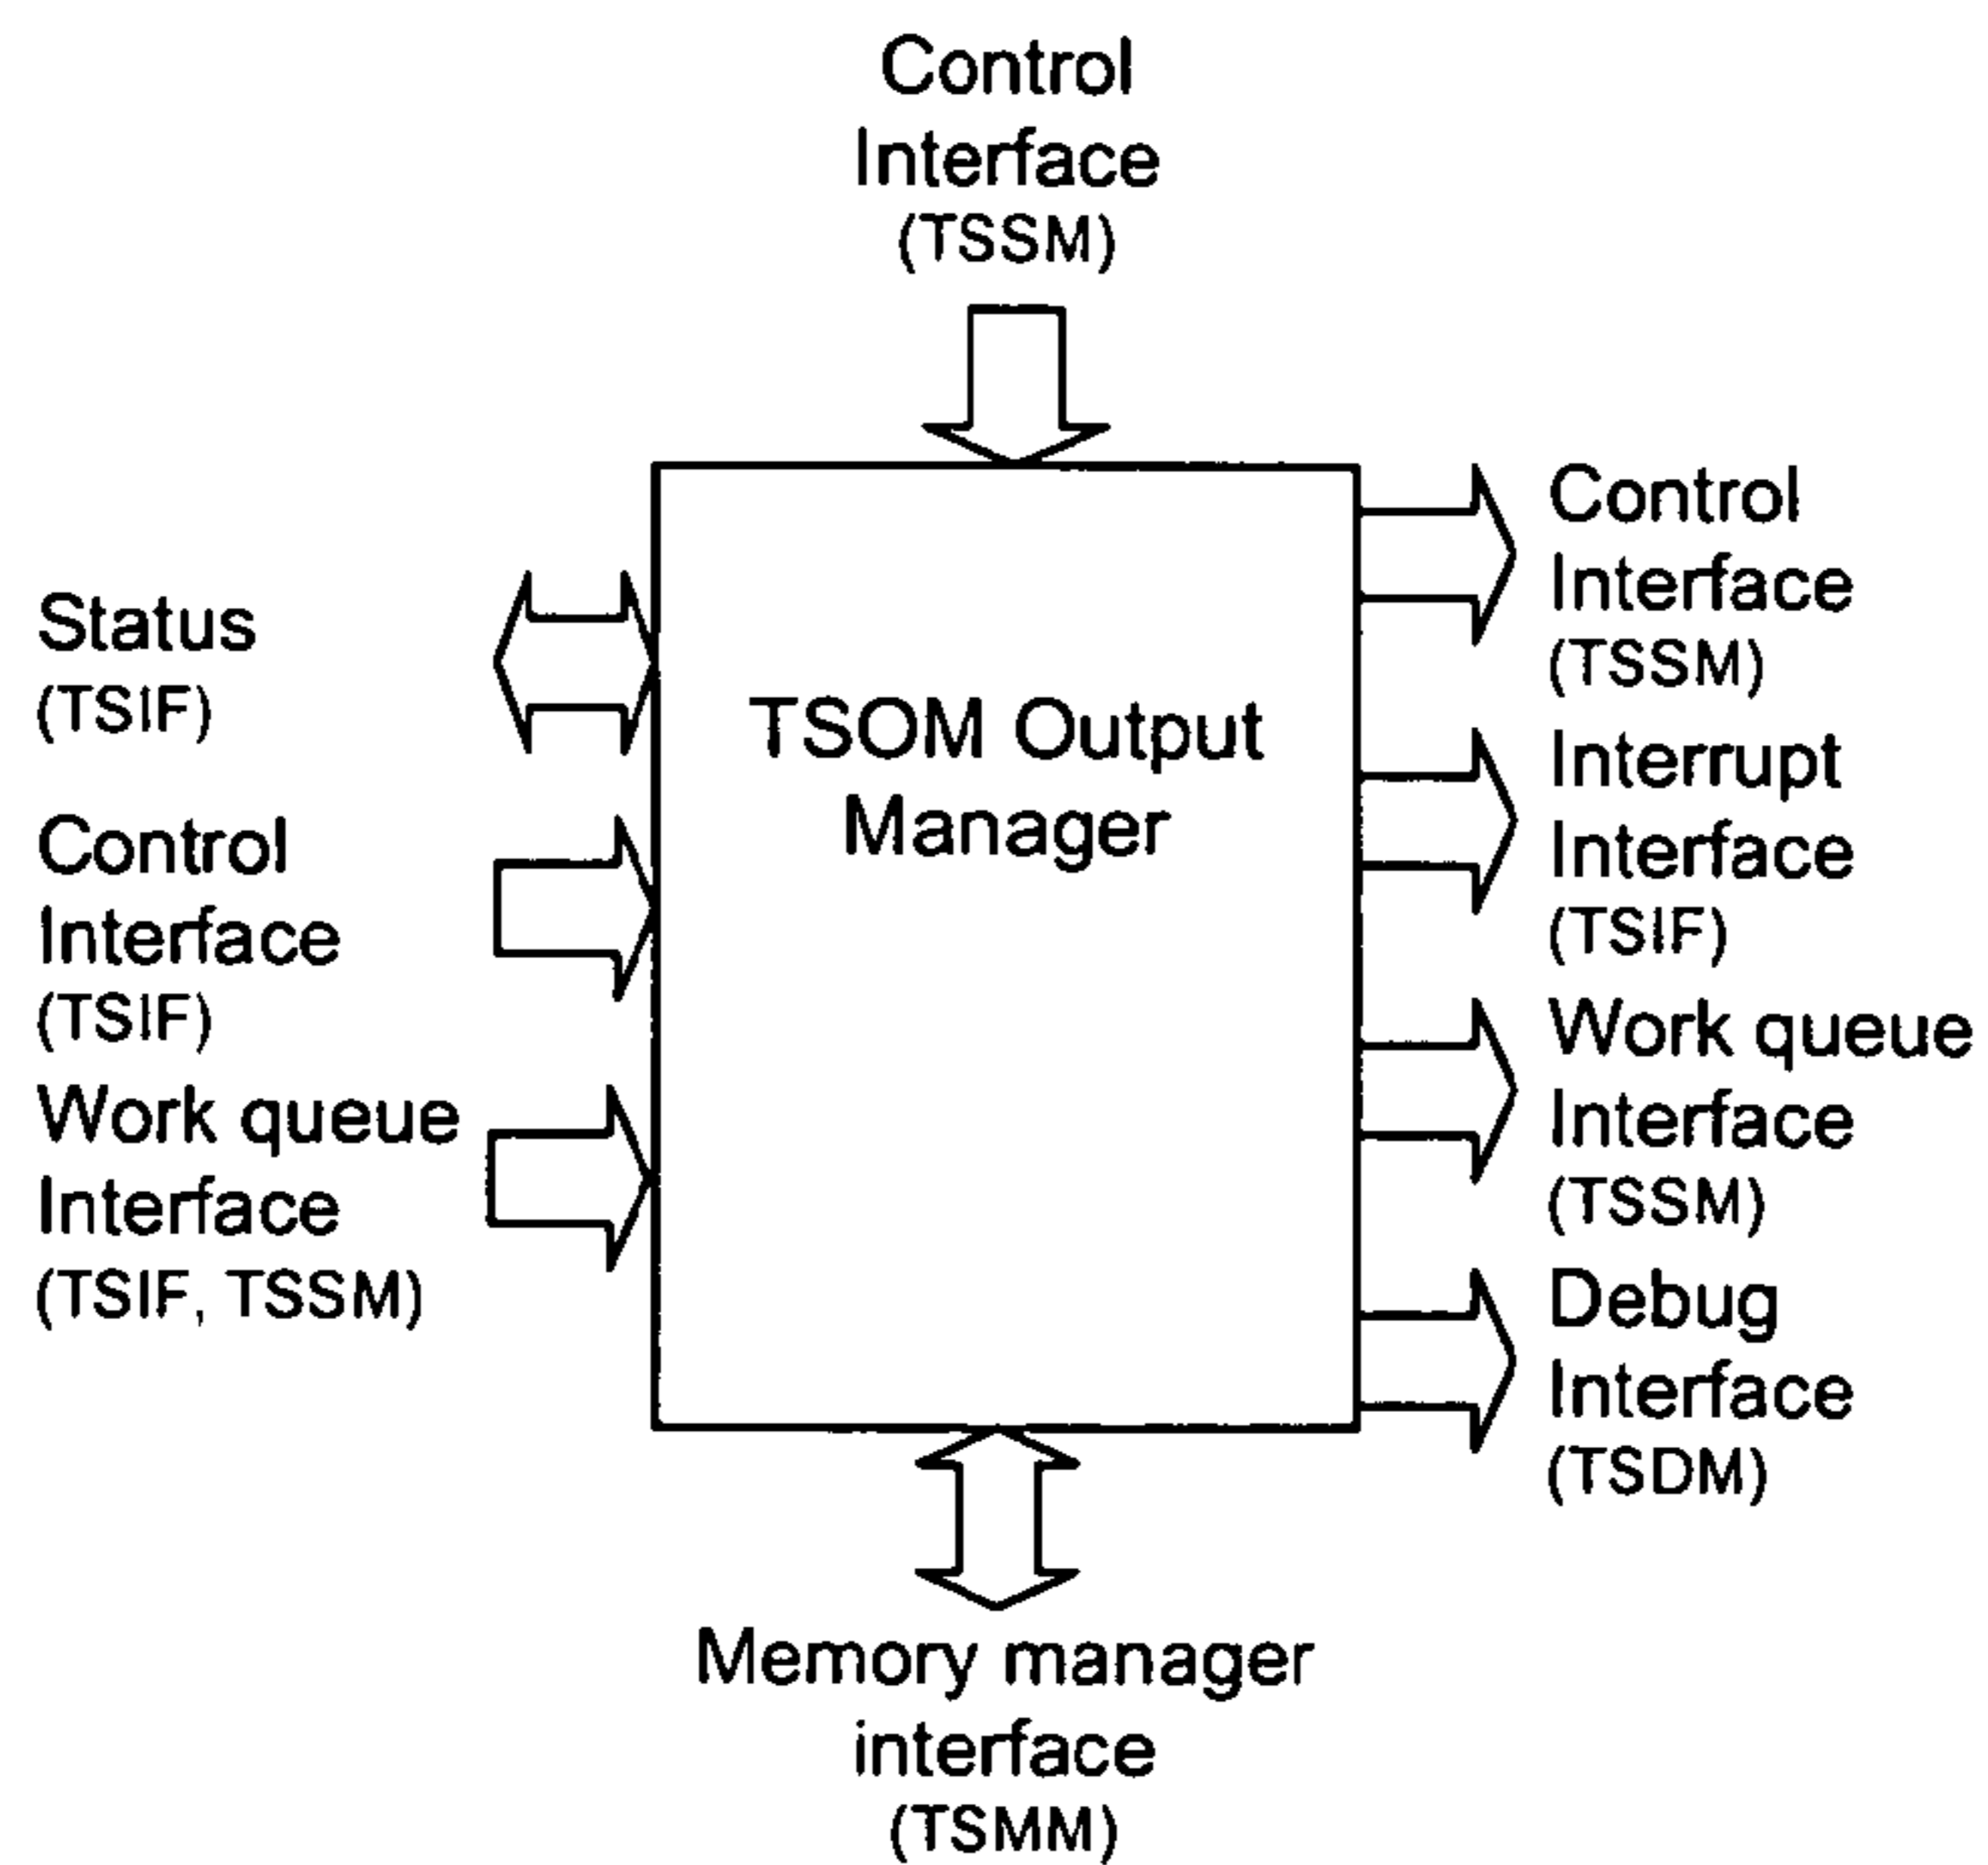 Control
Interface
(TSSM)
Status
(TSIF)
Control
Interface
(TSIF)
Work queue
Interface
(TSIF, TSSM)
TSOM Output
Manager
Control
Interface
(TSSM)
Interrupt
Interface
(TSIF)
Work queue
Interface
(TSSM)
Debug
Interface
(TSDM)
Memory manager
interface
(TSMM)